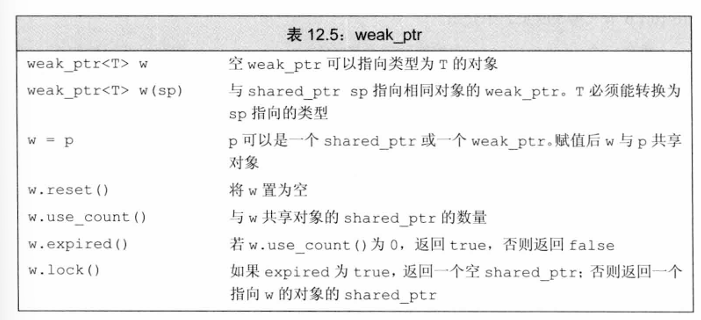 表 12.5：weak_ptr
weak_ptr<T> w 空 weak_ptr 可以指向类型为 T 的对象
weak_ptr<T> w(sp) 与 shared_ptr sp 指向相同对象的 weak_ptr。T 必须能转换为
sp 指向的类型
w = p p 可以是一个 shared_ptr 或一个 weak_ptr。赋值后 w 与 p 共享
对象
w.reset() 将 w 置为空
w.use_count() 与 w 共享对象的 shared_ptr 的数量
w.expired() 若 w.use_count() 为 0，返回 true，否则返回 false
w.lock() 如果 expired 为 true，返回一个空 shared_ptr；否则返回一个
指向 w 的对象的 shared_ptr